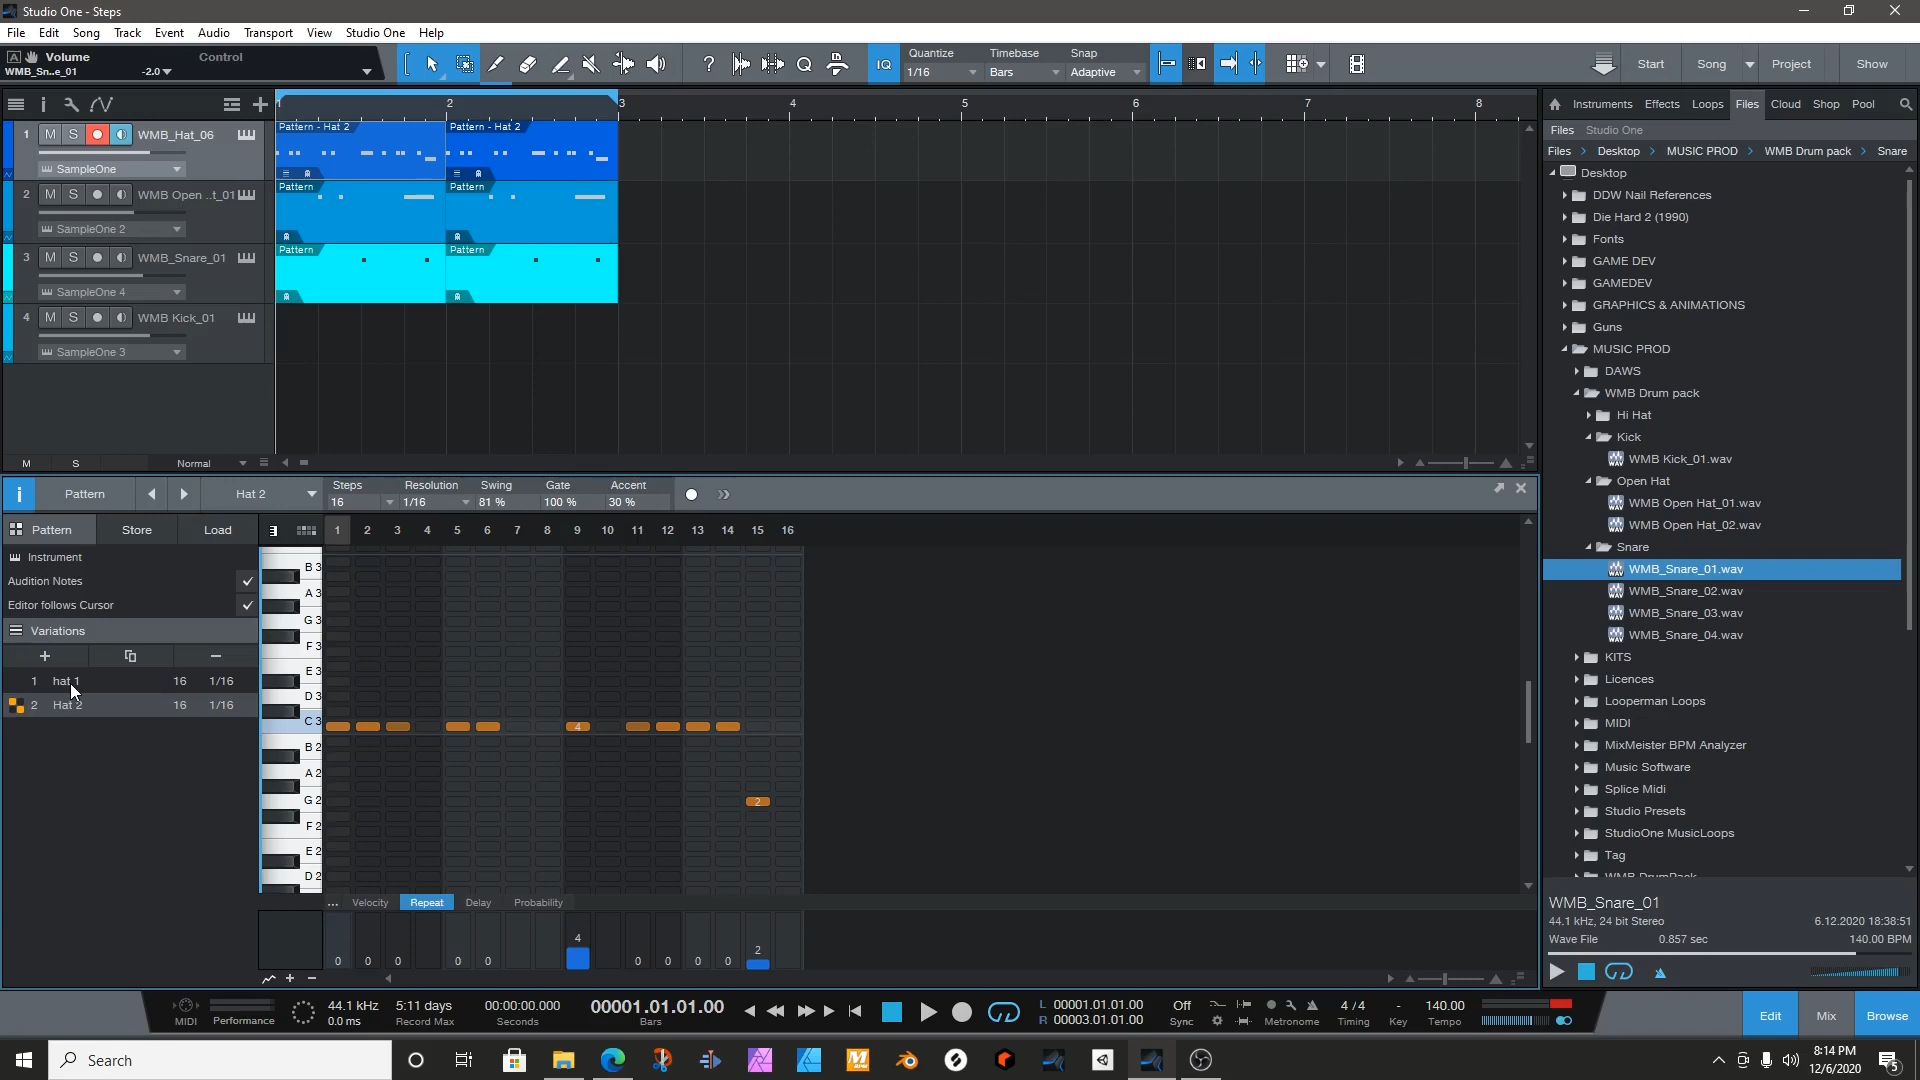 Studio One - Steps
File Edit Song Track Event Audio Transport View Studio One Help
A Volume Control
WMB_Sn..e_01 -2.0
IQ Quantize Timebase Snap
1/16 Bars Adaptive
Start Song Project Show
1 2 3 4 5 6 7 8
1 M S WMB_Hat_06
SampleOne
2 M S WMB Open ..t_01
SampleOne 2
3 M S WMB_Snare_01
SampleOne 4
4 M S WMB Kick_01
SampleOne 3
Pattern - Hat 2 Pattern - Hat 2
Pattern Pattern
Pattern Pattern
M S Normal
Pattern Hat 2
Steps Resolution Swing Gate Accent
16 1/16 81 % 100 % 30 %
Pattern Store Load
1 2 3 4 5 6 7 8 9 10 11 12 13 14 15 16
Instrument
Audition Notes
Editor follows Cursor
Variations
1 hat 1 16 1/16
2 Hat 2 16 1/16
B 3
A 3
G 3
F 3
E 3
D 3
C 3
4
B 2
A 2
G 2
2
F 2
E 2
D 2
... Velocity Repeat Delay Probability
4
2
0 0 0 0 0 0 0 0 0
Instruments Effects Loops Files Cloud Shop Pool
Files Studio One
Files > Desktop > MUSIC PROD > WMB Drum pack > Snare
Desktop
DDW Nail References
Die Hard 2 (1990)
Fonts
GAME DEV
GAMEDEV
GRAPHICS & ANIMATIONS
Guns
MUSIC PROD
DAWS
WMB Drum pack
Hi Hat
Kick
WMB Kick_01.wav
Open Hat
WMB Open Hat_01.wav
WMB Open Hat_02.wav
Snare
WMB_Snare_01.wav
WMB_Snare_02.wav
WMB_Snare_03.wav
WMB_Snare_04.wav
KITS
Licences
Looperman Loops
MIDI
MixMeister BPM Analyzer
Music Software
Splice Midi
Studio Presets
StudioOne MusicLoops
Tag
WMB DrumPack
WMB_Snare_01
44.1 kHz, 24 bit Stereo 6.12.2020 18:38:51
Wave File 0.857 sec 140.00 BPM
MIDI Performance
44.1 kHz
0.0 ms
5:11 days
Record Max
00:00:00.000
Seconds
00001.01.01.00
Bars
L 00001.01.01.00
R 00003.01.01.00
Off
Sync
Metronome
4 / 4
Timing
-
Key
140.00
Tempo
Edit Mix Browse
Search
8:14 PM
12/6/2020
5